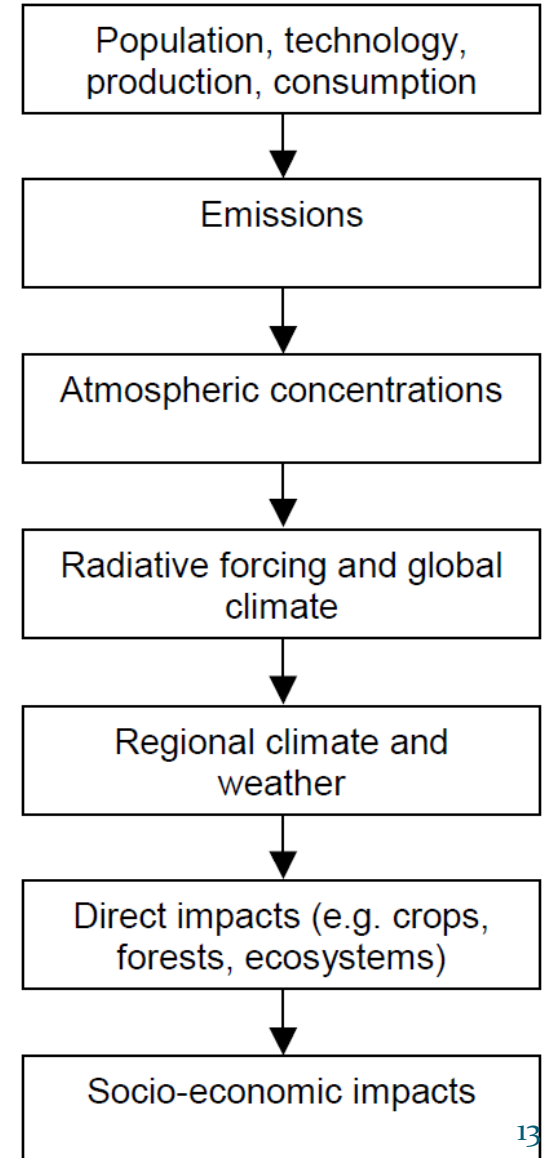 Population, technology,
production, consumption
Emissions
Atmospheric concentrations
Radiative forcing and global
climate
Regional climate and
weather
Direct impacts (e.g. crops,
forests, ecosystems)
Socio-economic impacts
13